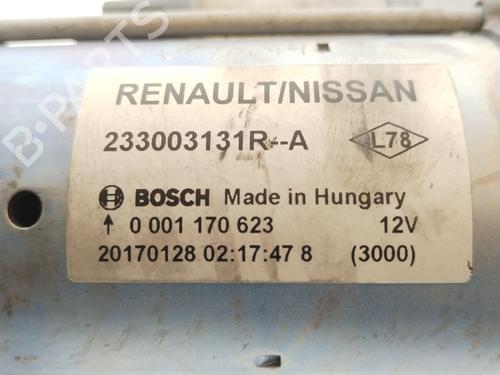 RENAULT/NISSAN
233003131R--A
L78
BOSCH Made in Hungary
↑ 0 001 170 623 12V
20170128 02:17:47 8 (3000)
B-PARTS